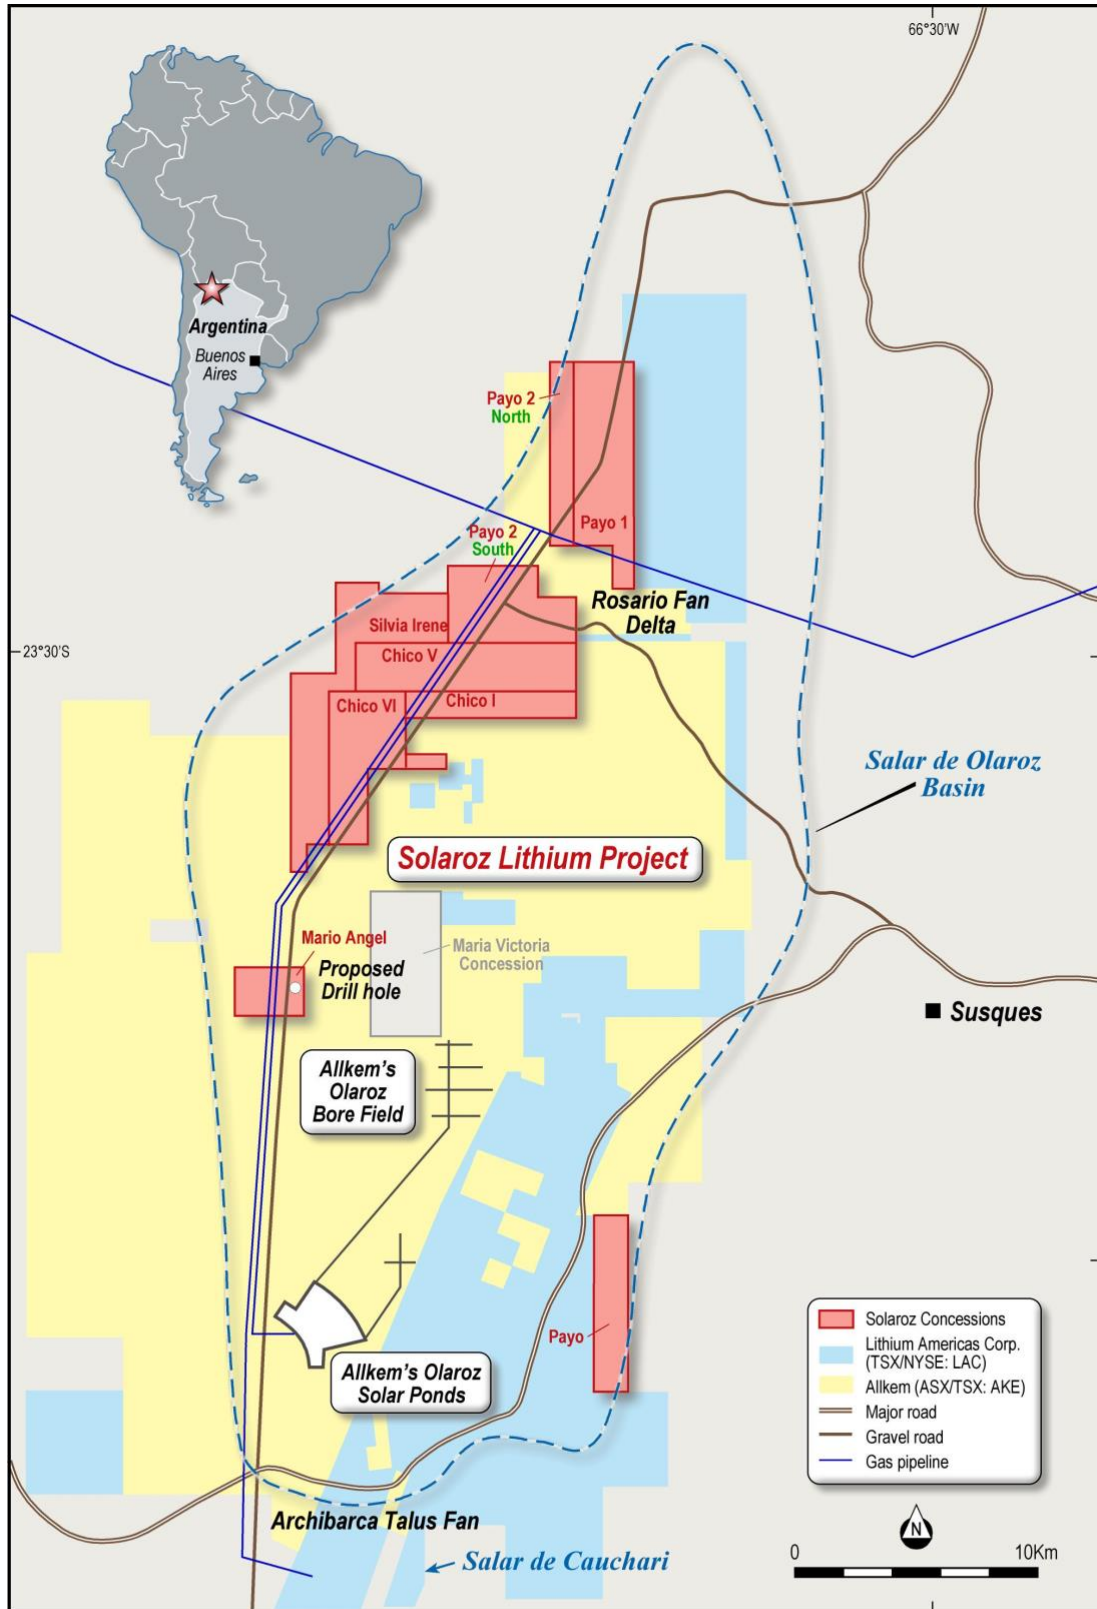 66°30'W
Argentina
Buenos
Aires
Payo 2
North
Payo 1
Payo 2
South
Rosario Fan
Delta
Silvia Irene
23°30'S
Chico V
Chico VI
Chico I
Salar de Olaroz
Basin
Solaroz Lithium Project
Mario Angel
Maria Victoria
Concession
Proposed
Drill hole
Susques
Allkem's
Olaroz
Bore Field
Payo
Allkem's Olaroz
Solar Ponds
Solaroz Concessions
Lithium Americas Corp.
(TSX/NYSE: LAC)
Allkem (ASX/TSX: AKE)
Major road
Gravel road
Gas pipeline
Archibarca Talus Fan
N
Salar de Cauchari
0 10Km